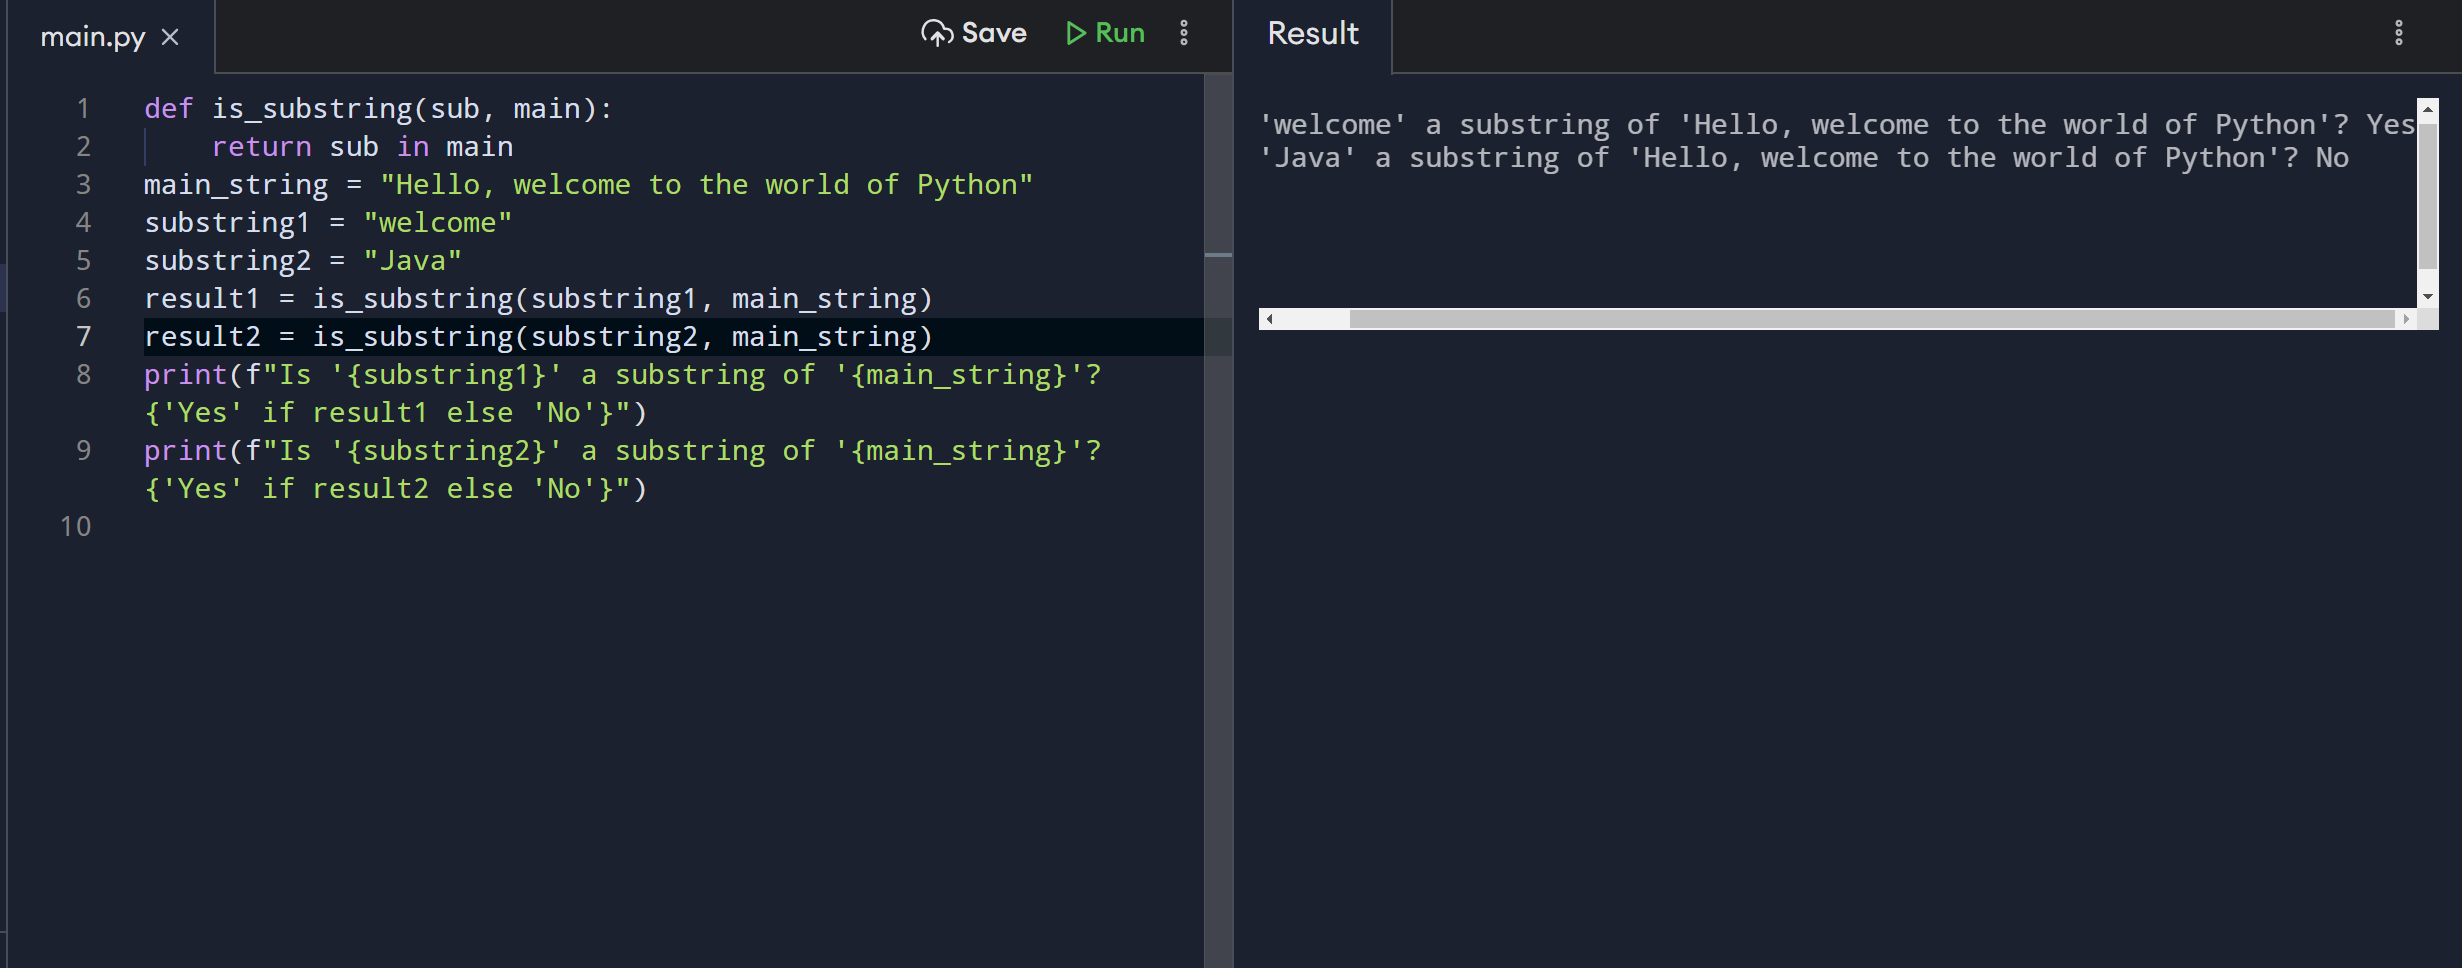 main.py ×
Save
Run
Result
1 def is_substring(sub, main):
2     return sub in main
3 main_string = "Hello, welcome to the world of Python"
4 substring1 = "welcome"
5 substring2 = "Java"
6 result1 = is_substring(substring1, main_string)
7 result2 = is_substring(substring2, main_string)
8 print(f"Is '{substring1}' a substring of '{main_string}'?
{'Yes' if result1 else 'No'}")
9 print(f"Is '{substring2}' a substring of '{main_string}'?
{'Yes' if result2 else 'No'}")
10
'welcome' a substring of 'Hello, welcome to the world of Python'? Yes
'Java' a substring of 'Hello, welcome to the world of Python'? No